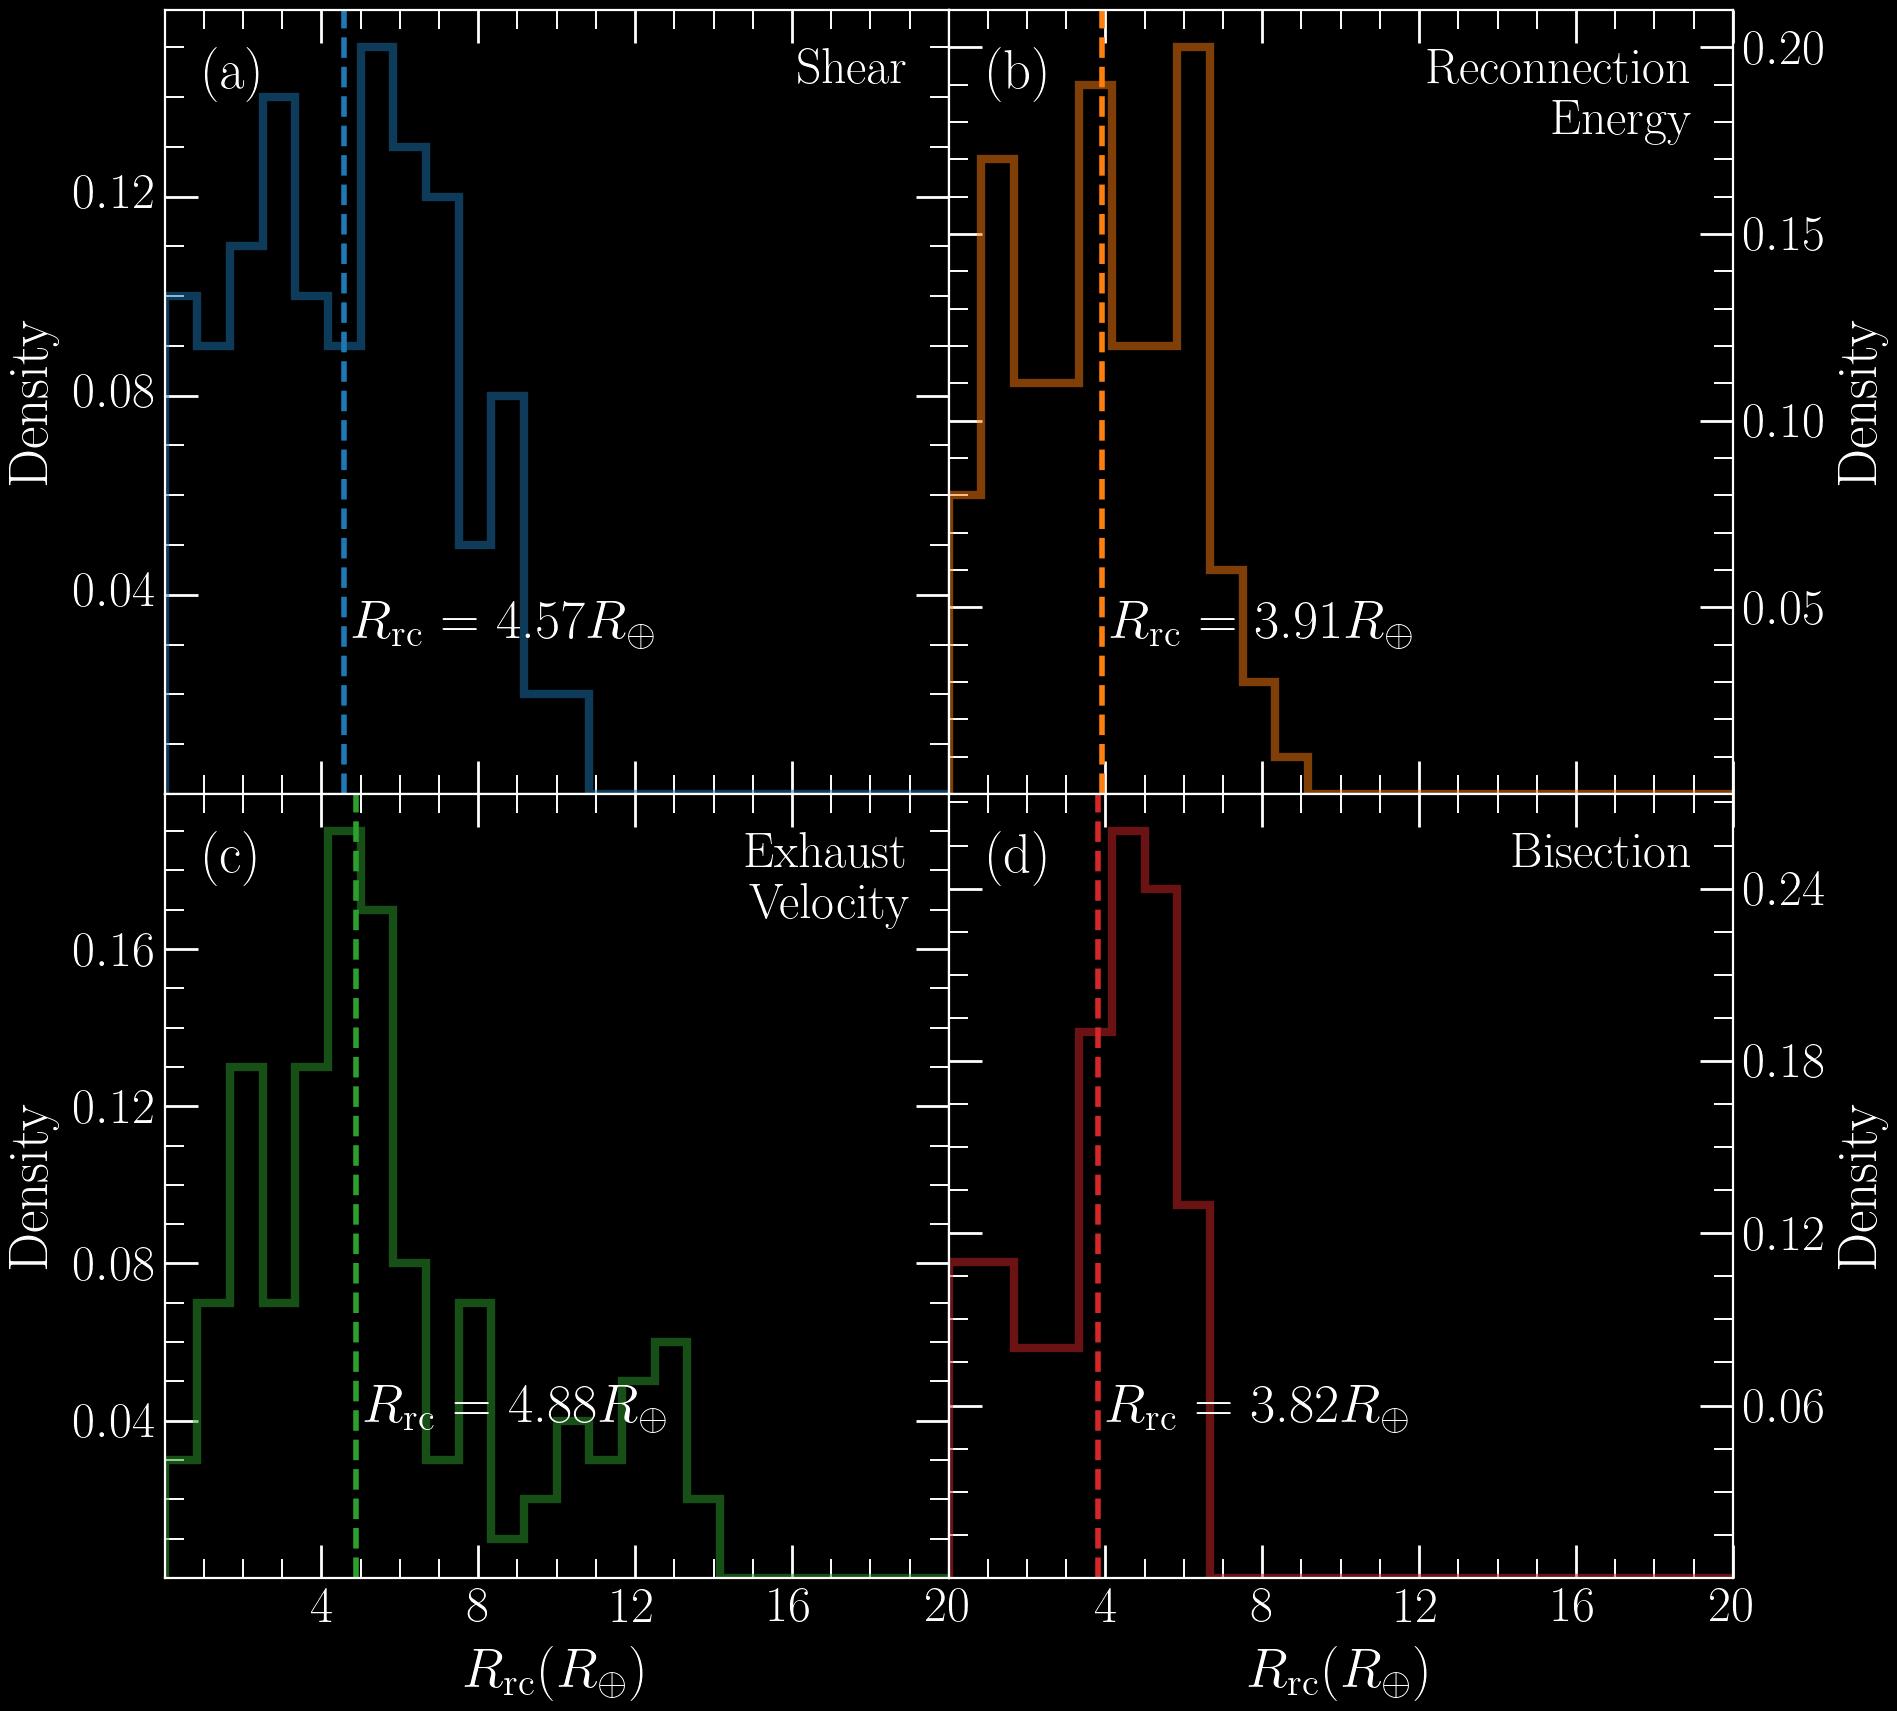 (a)
Shear
0.12
0.08
0.04
Density
R_rc = 4.57R_⊕
(b)
Reconnection
Energy
0.20
0.15
0.10
0.05
Density
R_rc = 3.91R_⊕
(c)
Exhaust
Velocity
0.16
0.12
0.08
0.04
Density
R_rc = 4.88R_⊕
4 8 12 16 20
R_rc(R_⊕)
(d)
Bisection
0.24
0.18
0.12
0.06
Density
R_rc = 3.82R_⊕
4 8 12 16 20
R_rc(R_⊕)